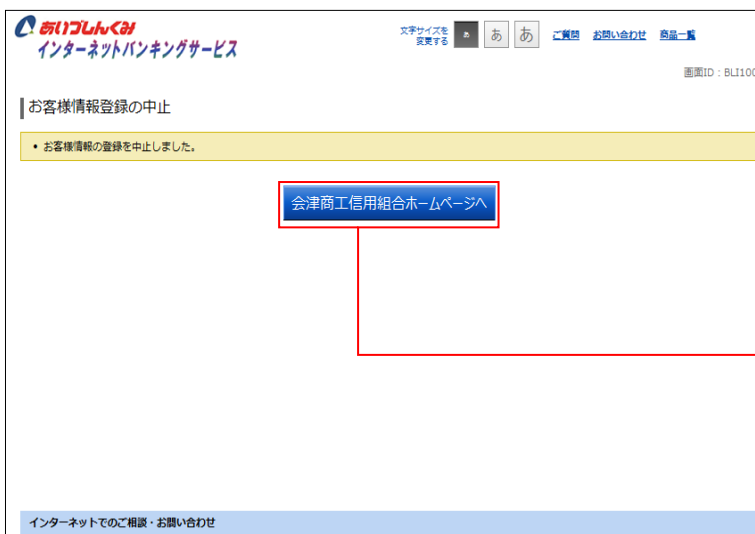 あいづしんくみ
インターネットバンキングサービス
文字サイズを
変更する
あ あ あ
ご質問 お問い合わせ 商品一覧
画面ID：BLI100
お客様情報登録の中止
• お客様情報の登録を中止しました。
会津商工信用組合ホームページへ
インターネットでのご相談・お問い合わせ